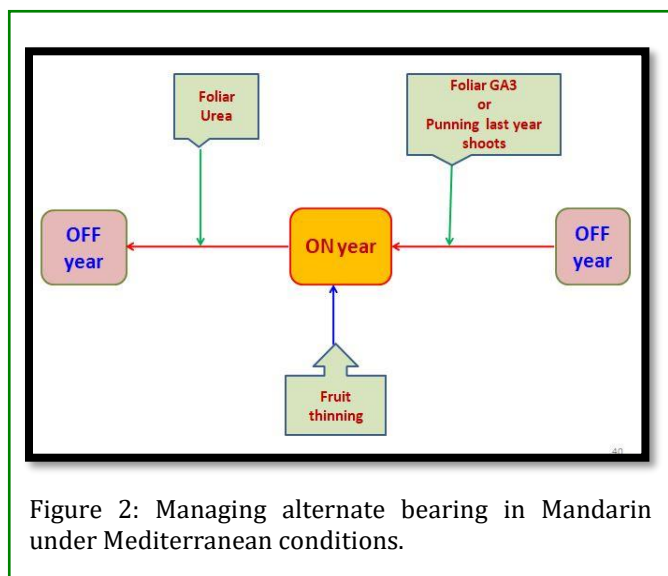 Foliar
Urea
Foliar GA3
or
Punning last year
shoots
OFF
year
ON year
OFF
year
Fruit
thinning
40
Figure 2: Managing alternate bearing in Mandarin
under Mediterranean conditions.